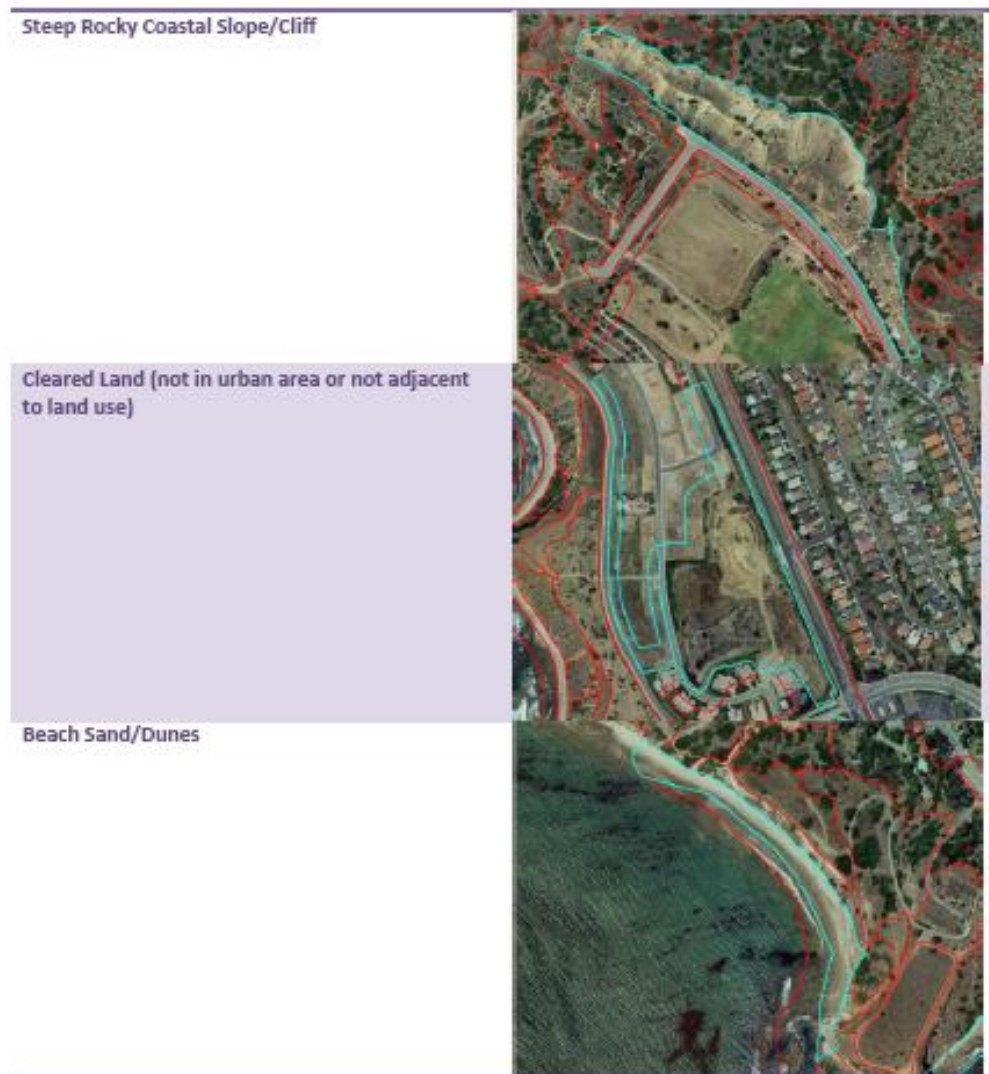 Steep Rocky Coastal Slope/Cliff
Cleared Land (not in urban area or not adjacent
to land use)
Beach Sand/Dunes